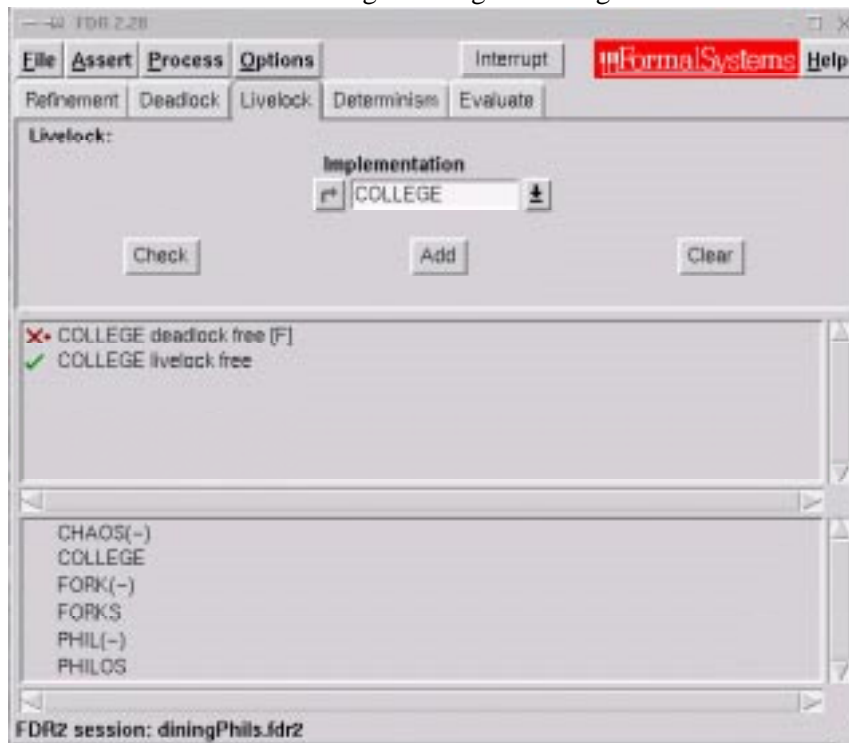 FDR 2.28
File Assert Process Options Interrupt FormalSystems Help
Refinement Deadlock Livelock Determinism Evaluate
Livelock:
Implementation
COLLEGE
Check Add Clear
COLLEGE deadlock free [F]
COLLEGE livelock free
CHAOS(-)
COLLEGE
FORK(-)
FORKS
PHIL(-)
PHILOS
FDR2 session: diningPhils.fdr2